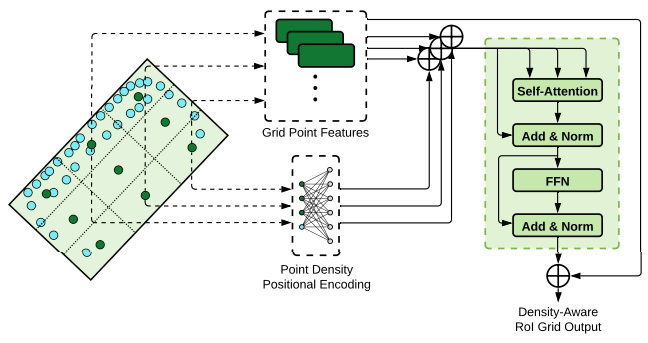 Grid Point Features
Point Density
Positional Encoding
Self-Attention
Add & Norm
FFN
Add & Norm
Density-Aware
RoI Grid Output